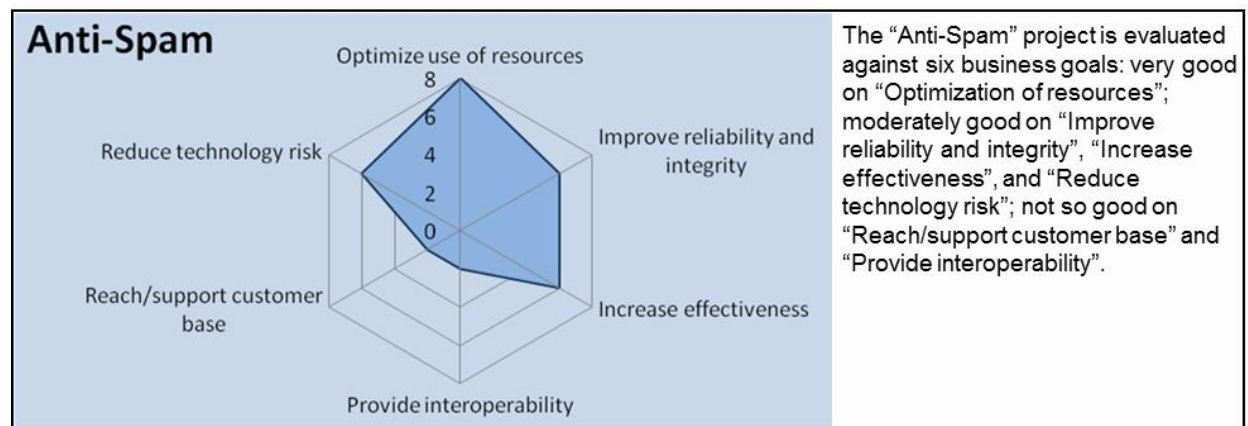 Anti-Spam
Optimize use of resources
8
6
4
2
0
Improve reliability and
integrity
Increase effectiveness
Provide interoperability
Reach/support customer
base
Reduce technology risk
The “Anti-Spam” project is evaluated
against six business goals: very good
on “Optimization of resources”;
moderately good on “Improve
reliability and integrity”, “Increase
effectiveness”, and “Reduce
technology risk”; not so good on
“Reach/support customer base” and
“Provide interoperability”.